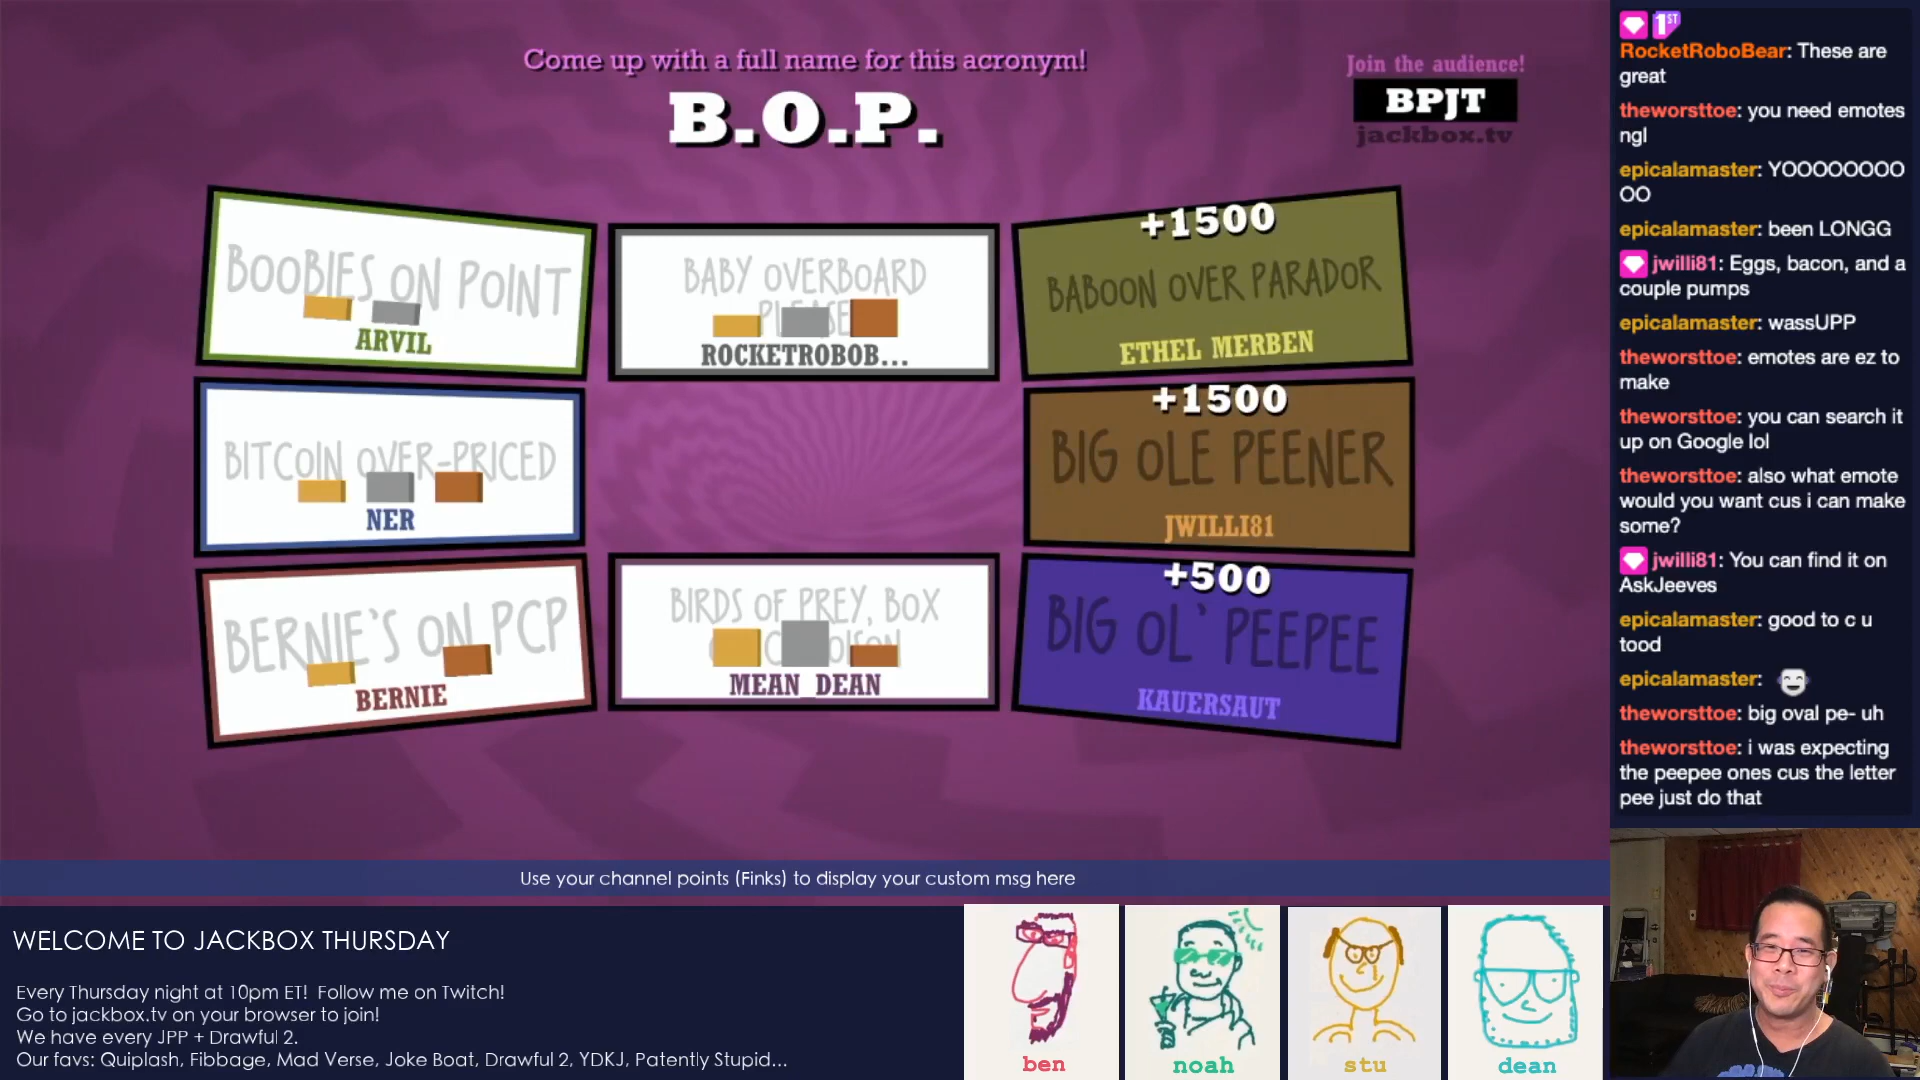 Come up with a full name for this acronym!
B.O.P.
Join the audience!
BPJT
jackbox.tv
BOOBIES ON POINT
ARVIL
BABY OVERBOARD
PLEASE
ROCKETROBOB...
+1500
BABOON OVER PARADOR
ETHEL MERBEN
BITCOIN OVER-PRICED
NER
+1500
BIG OLE PEENER
JWILLI81
BERNIE'S ON PCP
BERNIE
BIRDS OF PREY, BOX
MEAN_DEAN
+500
BIG OL' PEEPEE
KAUERSAUT
Use your channel points (Finks) to display your custom msg here
WELCOME TO JACKBOX THURSDAY
Every Thursday night at 10pm ET! Follow me on Twitch!
Go to jackbox.tv on your browser to join!
We have every JPP + Drawful 2.
Our favs: Quiplash, Fibbage, Mad Verse, Joke Boat, Drawful 2, YDKJ, Patently Stupid...
ben
noah
stu
dean
1ST
RocketRoboBear: These are
great
theworsttoe: you need emotes
ngl
epicalamaster: YOOOOOOOO
OO
epicalamaster: been LONGG
jwilli81: Eggs, bacon, and a
couple pumps
epicalamaster: wassUPP
theworsttoe: emotes are ez to
make
theworsttoe: you can search it
up on Google lol
theworsttoe: also what emote
would you want cus i can make
some?
jwilli81: You can find it on
AskJeeves
epicalamaster: good to c u
tood
epicalamaster:
theworsttoe: big oval pe- uh
theworsttoe: i was expecting
the peepee ones cus the letter
pee just do that